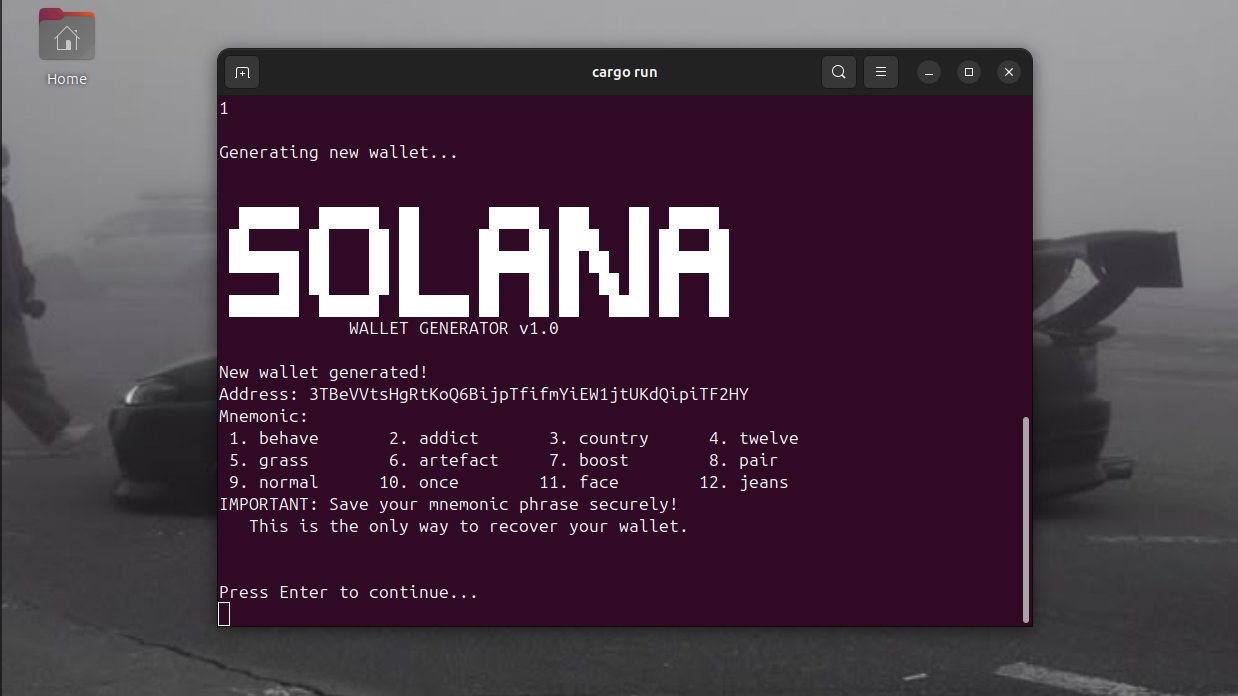 Home
cargo run
1
Generating new wallet...
SOLANA
WALLET GENERATOR v1.0
New wallet generated!
Address: 3TBeVVtsHgRtKoQ6BijpTfifmYiEW1jtUKdQipiTF2HY
Mnemonic:
1. behave 2. addict 3. country 4. twelve
5. grass 6. artefact 7. boost 8. pair
9. normal 10. once 11. face 12. jeans
IMPORTANT: Save your mnemonic phrase securely!
This is the only way to recover your wallet.
Press Enter to continue...